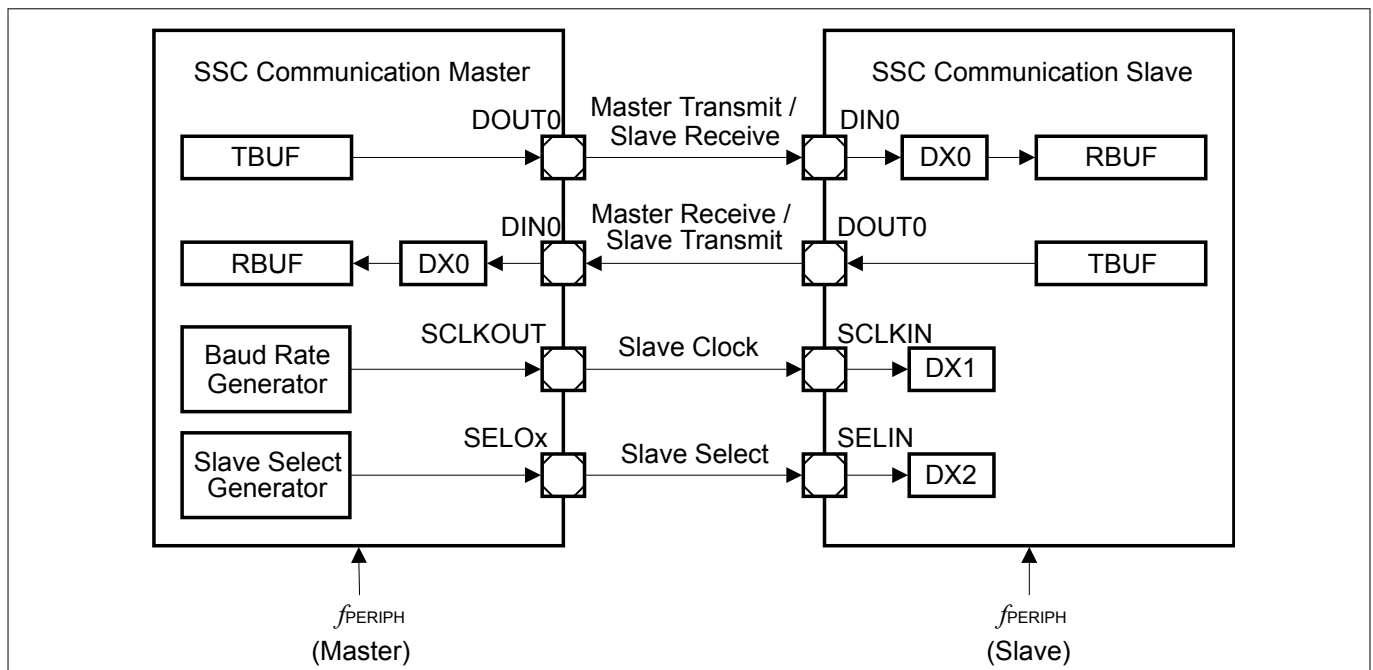 SSC Communication Master
SSC Communication Slave
DOUT0
Master Transmit /
Slave Receive
DIN0
TBUF
DX0
RBUF
DIN0
Master Receive /
Slave Transmit
DOUT0
RBUF
DX0
TBUF
SCLKOUT
Slave Clock
SCLKIN
Baud Rate
Generator
DX1
SELOx
Slave Select
SELIN
Slave Select
Generator
DX2
fPERIPH
(Master)
fPERIPH
(Slave)